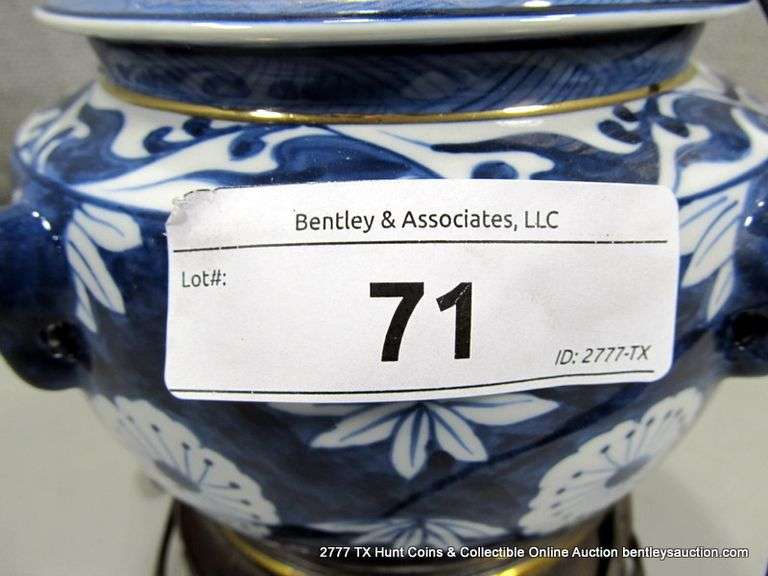 Bentley & Associates, LLC
Lot#:
71
ID: 2777-TX
2777 TX Hunt Coins & Collectible Online Auction bentleysauction.com